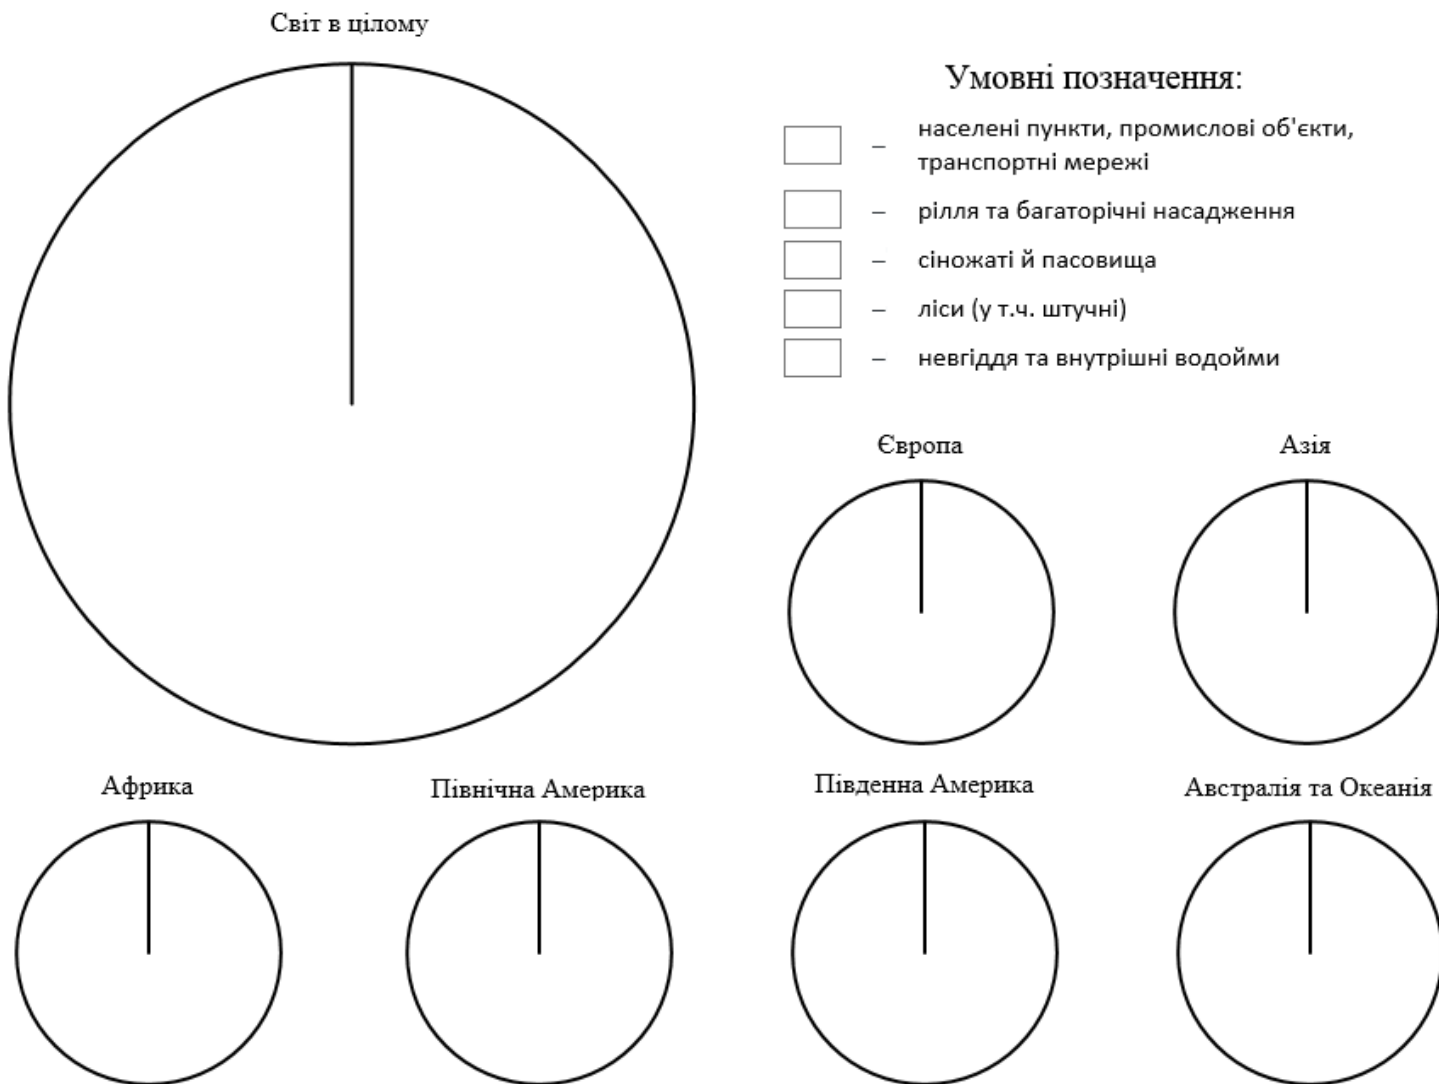 Світ в цілому
Умовні позначення:
– населені пункти, промислові об'єкти,
транспортні мережі
– рілля та багаторічні насадження
– сіножаті й пасовища
– ліси (у т.ч. штучні)
– невгіддя та внутрішні водойми
Європа
Азія
Африка
Північна Америка
Південна Америка
Австралія та Океанія